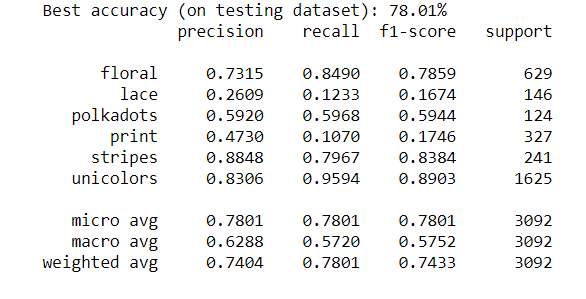 Best accuracy (on testing dataset): 78.01%
precision recall f1-score support
floral 0.7315 0.8490 0.7859 629
lace 0.2609 0.1233 0.1674 146
polkadots 0.5920 0.5968 0.5944 124
print 0.4730 0.1070 0.1746 327
stripes 0.8848 0.7967 0.8384 241
unicolors 0.8306 0.9594 0.8903 1625
micro avg 0.7801 0.7801 0.7801 3092
macro avg 0.6288 0.5720 0.5752 3092
weighted avg 0.7404 0.7801 0.7433 3092